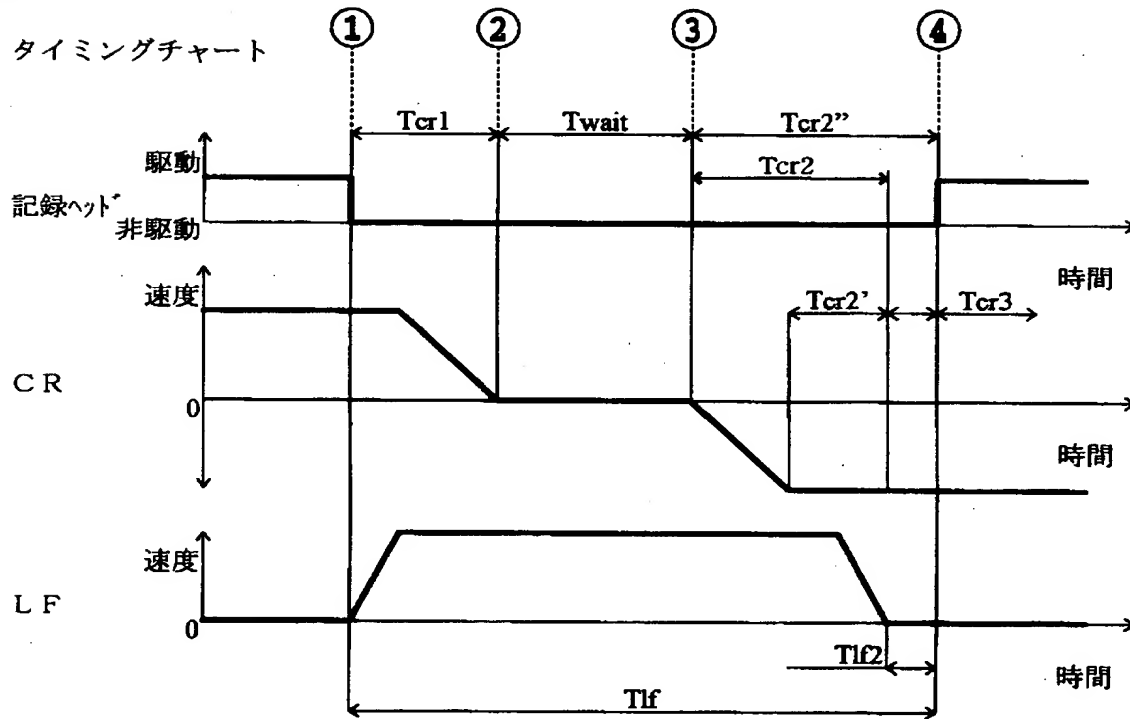 ① ② ③ ④
タイミングチャート
Tcr1 Twait Tcr2”
駆動
Tcr2
記録ヘッド
非駆動
時間
速度
Tcr2’ Tcr3
CR
0
時間
速度
LF
0
Tlf2
時間
Tlf